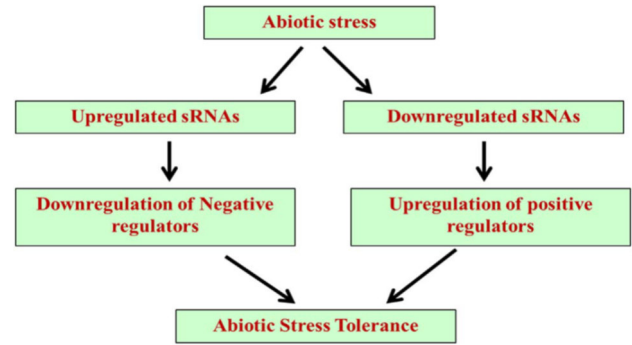 Abiotic stress
Upregulated sRNAs
Downregulated sRNAs
Downregulation of Negative
regulators
Upregulation of positive
regulators
Abiotic Stress Tolerance